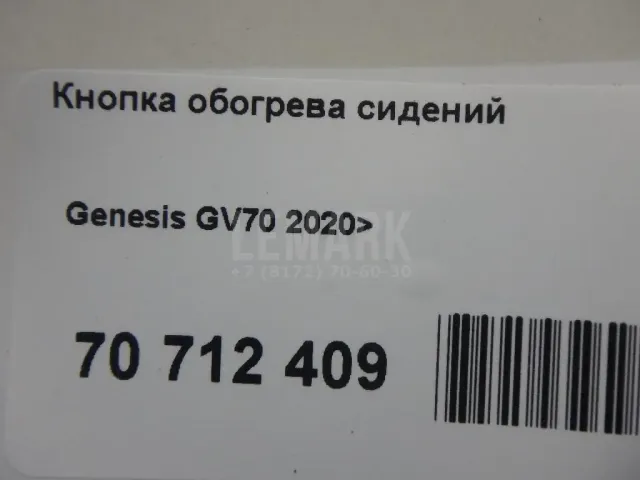 Кнопка обогрева сидений
Genesis GV70 2020>
LEMARK
+7 (8172) 70-60-30
70 712 409